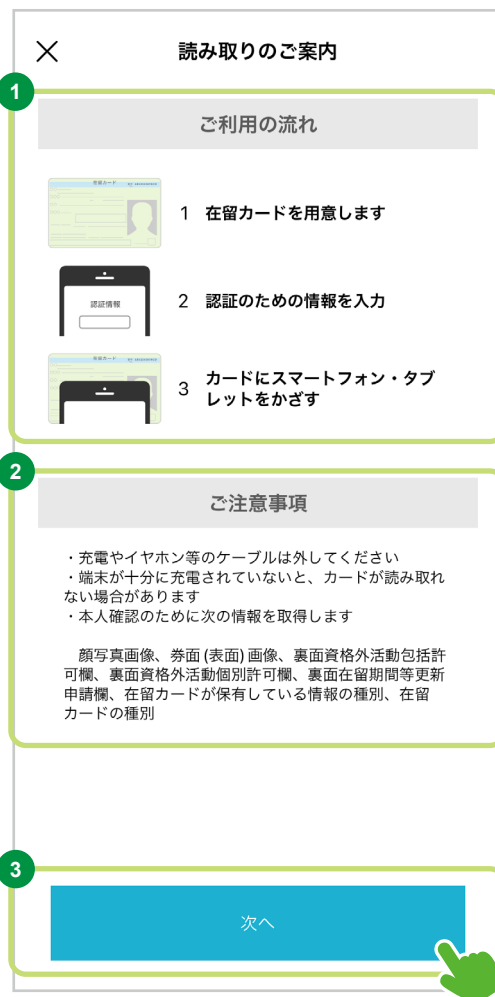 読み取りのご案内
1
ご利用の流れ
在留カード
1 在留カードを用意します
認証情報
2 認証のための情報を入力
在留カード
3 カードにスマートフォン・タブ
レットをかざす
2
ご注意事項
・充電やイヤホン等のケーブルは外してください
・端末が十分に充電されていないと、カードが読み取れ
ない場合があります
・本人確認のために次の情報を取得します
顔写真画像、券面 (表面) 画像、裏面資格外活動包括許
可欄、裏面資格外活動個別許可欄、裏面在留期間等更新
申請欄、在留カードが保有している情報の種別、在留
カードの種別
3
次へ